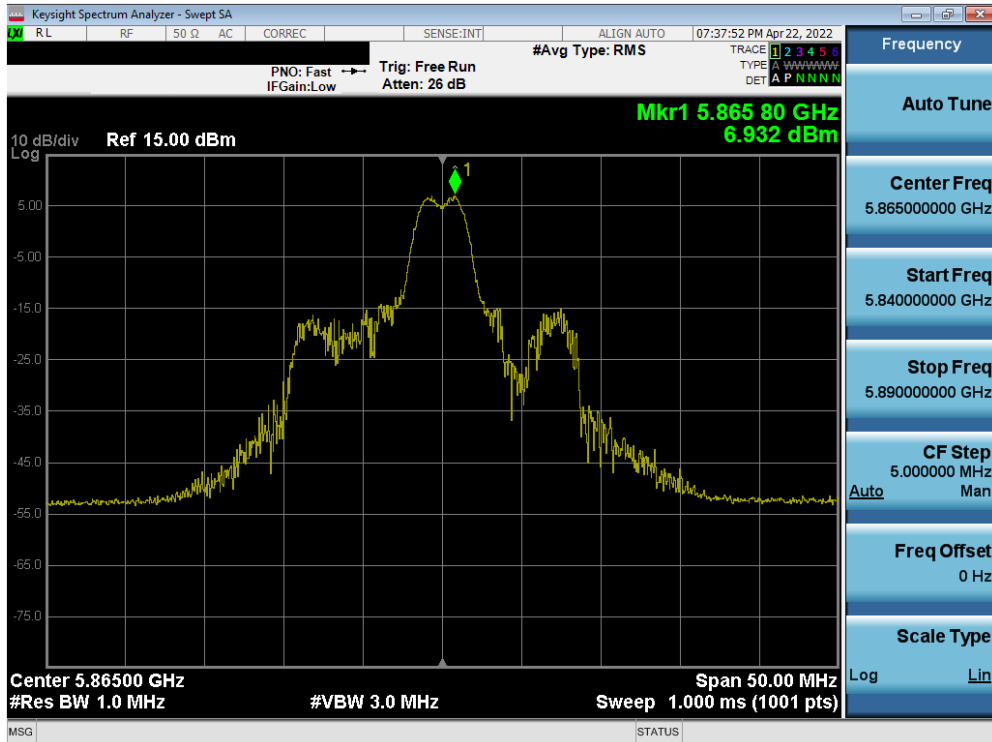 Keysight Spectrum Analyzer - Swept SA
LXI RL RF 50 Ω AC CORREC SENSE:INT ALIGN AUTO 07:37:52 PM Apr 22, 2022
#Avg Type: RMS
TRACE 1 2 3 4 5 6
PNO: Fast Trig: Free Run
TYPE A WWWWW
IFGain:Low Atten: 26 dB
DET A P N N N N
Mkr1 5.865 80 GHz
6.932 dBm
10 dB/div Ref 15.00 dBm
Log
1
5.00
-5.00
-15.0
-25.0
-35.0
-45.0
-55.0
-65.0
-75.0
Center 5.86500 GHz Span 50.00 MHz
#Res BW 1.0 MHz #VBW 3.0 MHz Sweep 1.000 ms (1001 pts)
MSG STATUS
Frequency
Auto Tune
Center Freq
5.865000000 GHz
Start Freq
5.840000000 GHz
Stop Freq
5.890000000 GHz
CF Step
5.000000 MHz
Auto Man
Freq Offset
0 Hz
Scale Type
Log Lin